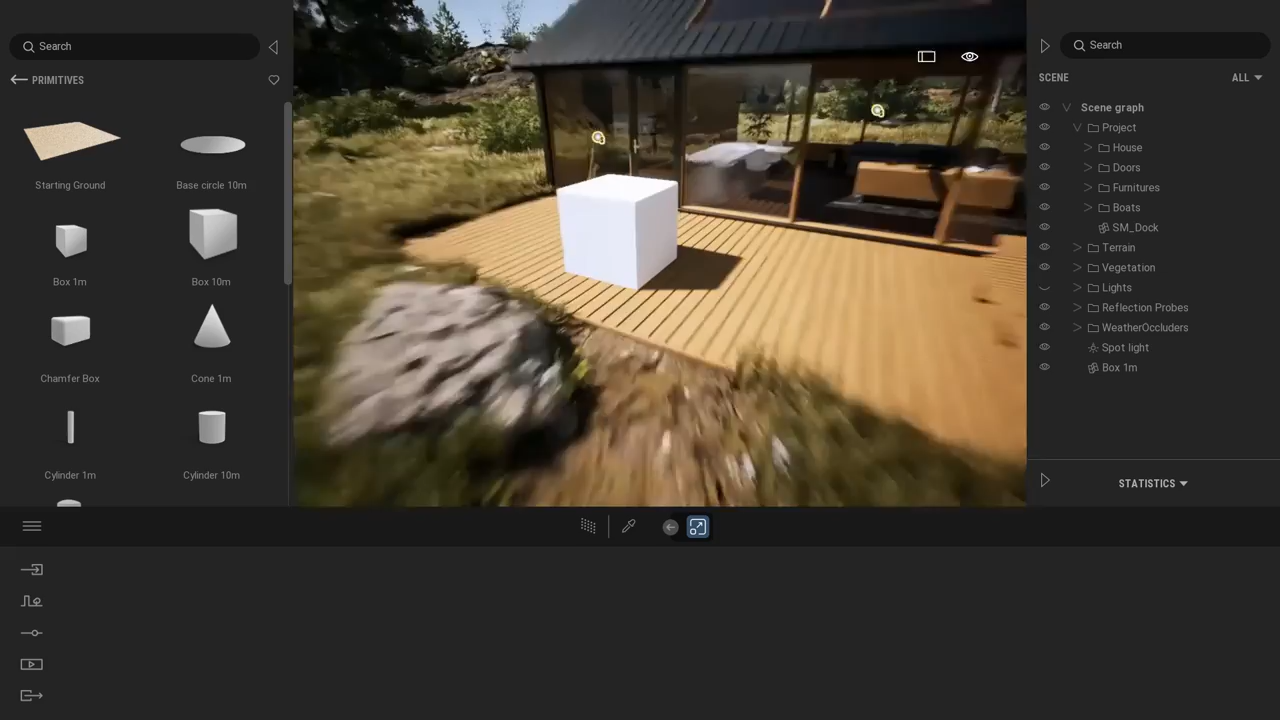 Search
PRIMITIVES
Starting Ground
Base circle 10m
Box 1m
Box 10m
Chamfer Box
Cone 1m
Cylinder 1m
Cylinder 10m
Search
SCENE
ALL
Scene graph
Project
House
Doors
Furnitures
Boats
SM_Dock
Terrain
Vegetation
Lights
Reflection Probes
WeatherOccluders
Spot light
Box 1m
STATISTICS